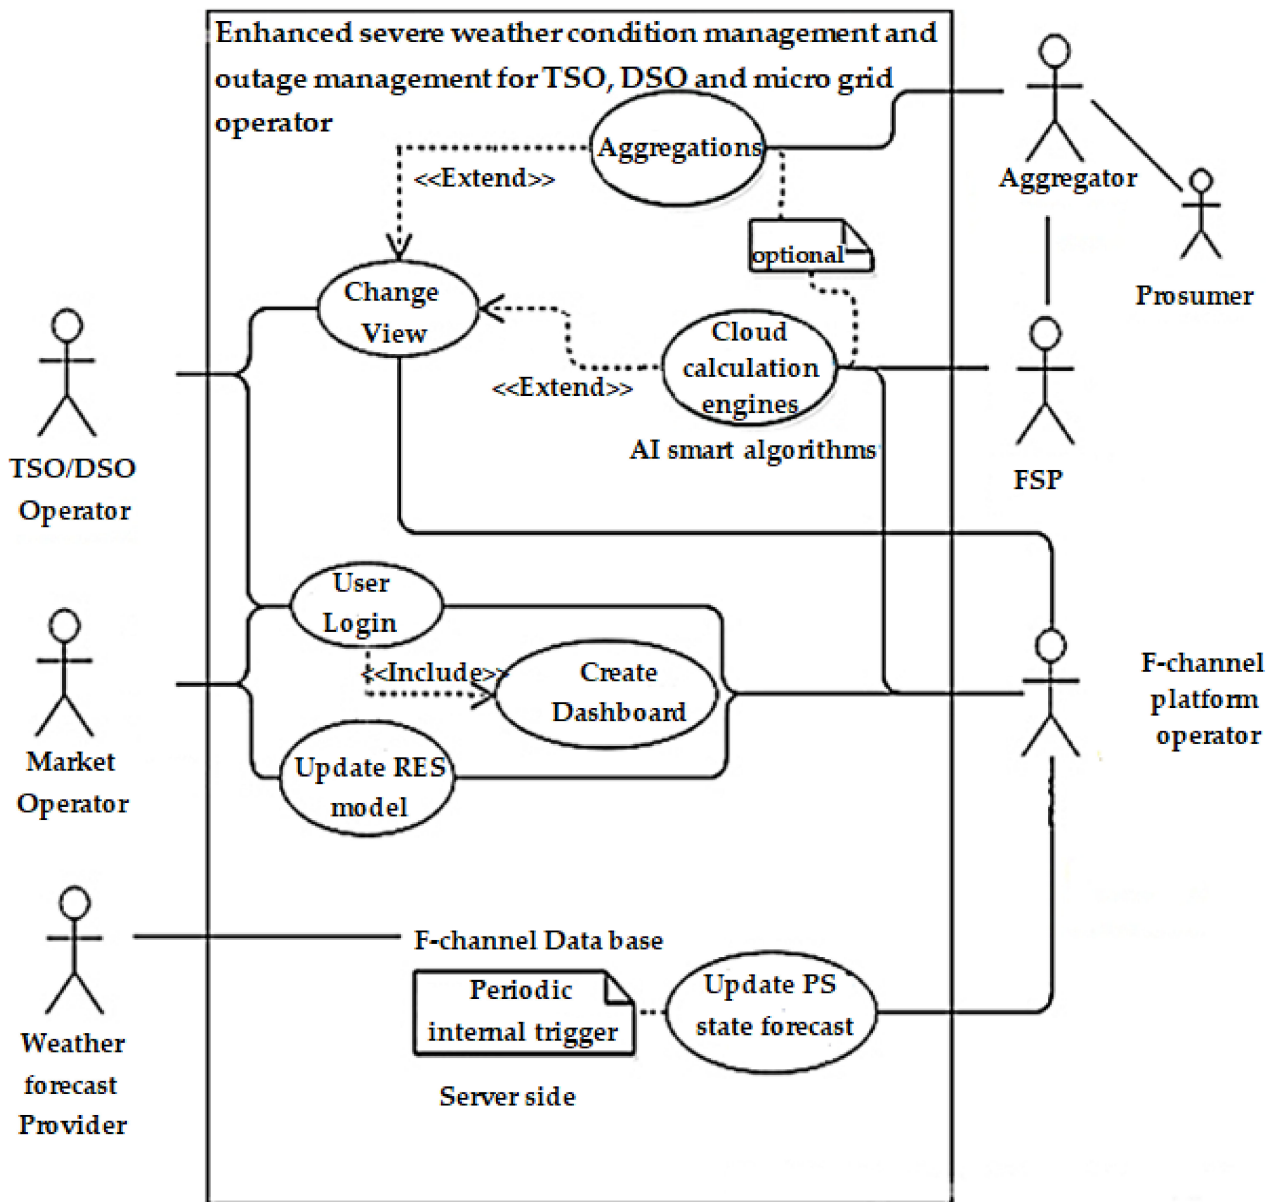 Enhanced severe weather condition management and
outage management for TSO, DSO and micro grid
operator
Aggregations
<<Extend>>
Aggregator
optional
Prosumer
Change
View
Cloud
calculation
engines
<<Extend>>
AI smart algorithms
TSO/DSO
Operator
FSP
User
Login
<<Include>>
Create
Dashboard
F-channel
platform
operator
Market
Operator
Update RES
model
F-channel Data base
Periodic
internal trigger
Update PS
state forecast
Weather
forecast
Provider
Server side